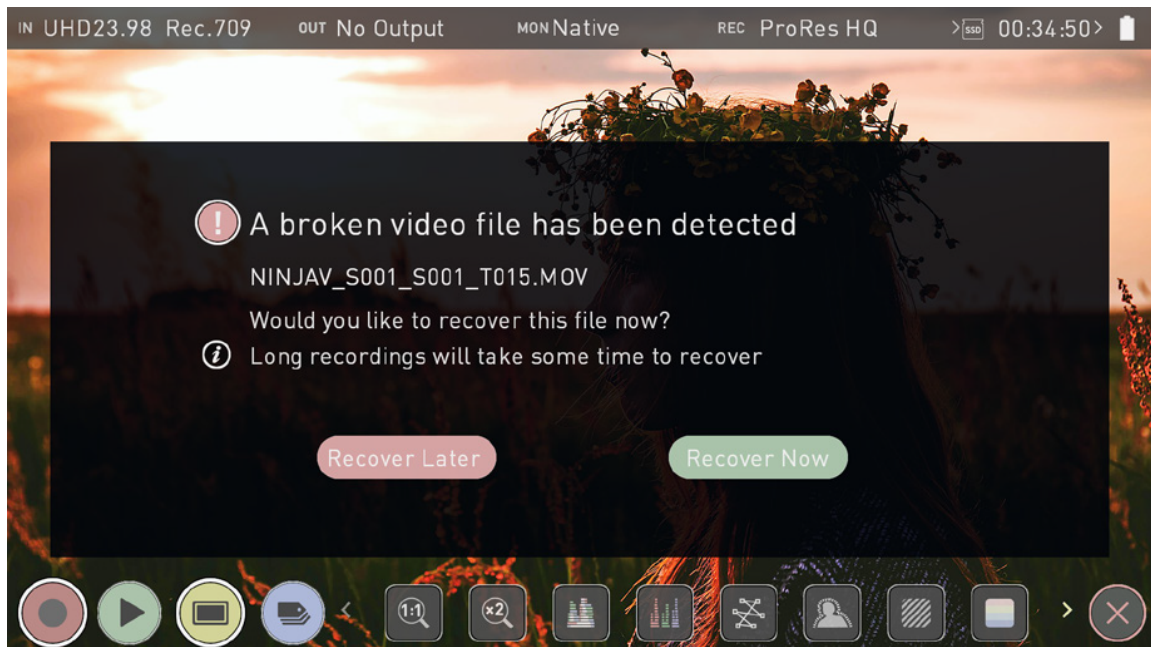 IN UHD23.98 Rec.709 OUT No Output MON Native REC ProRes HQ >SSD 00:34:50>
! A broken video file has been detected
NINJAV_S001_S001_T015.MOV
Would you like to recover this file now?
i Long recordings will take some time to recover
Recover Later Recover Now
< 1:1 x2 >